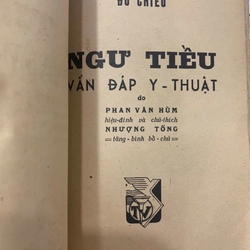 ĐỒ CHIỂU
NGƯ TIỀU
VẤN ĐÁP Y-THUẬT
do
PHAN VĂN HÙM
hiệu-đính và chú-thích
NHƯỢNG TỐNG
== tăng-bình bổ-chú ==